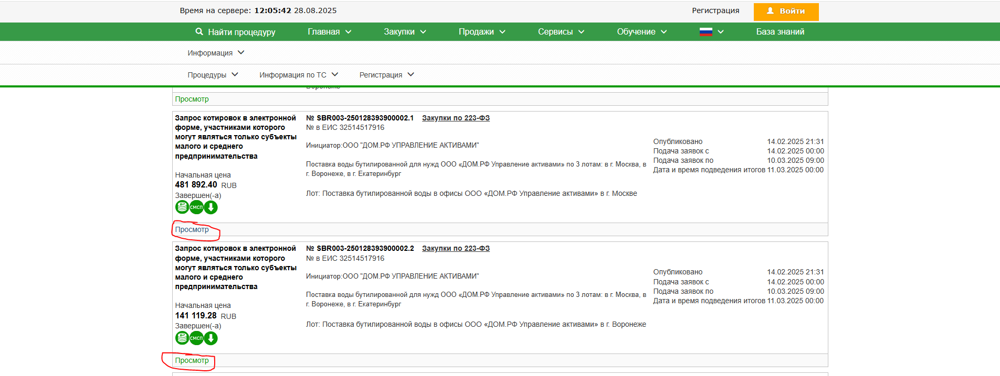 Время на сервере: 12:05:42 28.08.2025
Регистрация
Войти
Найти процедуру
Главная
Закупки
Продажи
Сервисы
Обучение
База знаний
Информация
Процедуры
Информация по ТС
Регистрация
Воронеже
Просмотр
Запрос котировок в электронной
форме, участниками которого
могут являться только субъекты
малого и среднего
предпринимательства
Начальная цена
481 892.40 RUB
Завершен(-а)
СМСП
№ SBR003-250128393900002.1 Закупки по 223-ФЗ
№ в ЕИС 32514517916
Инициатор:ООО "ДОМ.РФ УПРАВЛЕНИЕ АКТИВАМИ"
Поставка воды бутилированной для нужд ООО «ДОМ.РФ Управление активами» по 3 лотам: в г. Москва, в
г. Воронеже, в г. Екатеринбург
Лот: Поставка бутилированной воды в офисы ООО «ДОМ.РФ Управление активами» в г. Москве
Опубликовано 14.02.2025 21:31
Подача заявок с 14.02.2025 00:00
Подача заявок по 10.03.2025 09:00
Дата и время подведения итогов 11.03.2025 00:00
Просмотр
Запрос котировок в электронной
форме, участниками которого
могут являться только субъекты
малого и среднего
предпринимательства
Начальная цена
141 119.28 RUB
Завершен(-а)
СМСП
№ SBR003-250128393900002.2 Закупки по 223-ФЗ
№ в ЕИС 32514517916
Инициатор:ООО "ДОМ.РФ УПРАВЛЕНИЕ АКТИВАМИ"
Поставка воды бутилированной для нужд ООО «ДОМ.РФ Управление активами» по 3 лотам: в г. Москва, в
г. Воронеже, в г. Екатеринбург
Лот: Поставка бутилированной воды в офисы ООО «ДОМ.РФ Управление активами» в г. Воронеже
Опубликовано 14.02.2025 21:31
Подача заявок с 14.02.2025 00:00
Подача заявок по 10.03.2025 09:00
Дата и время подведения итогов 11.03.2025 00:00
Просмотр